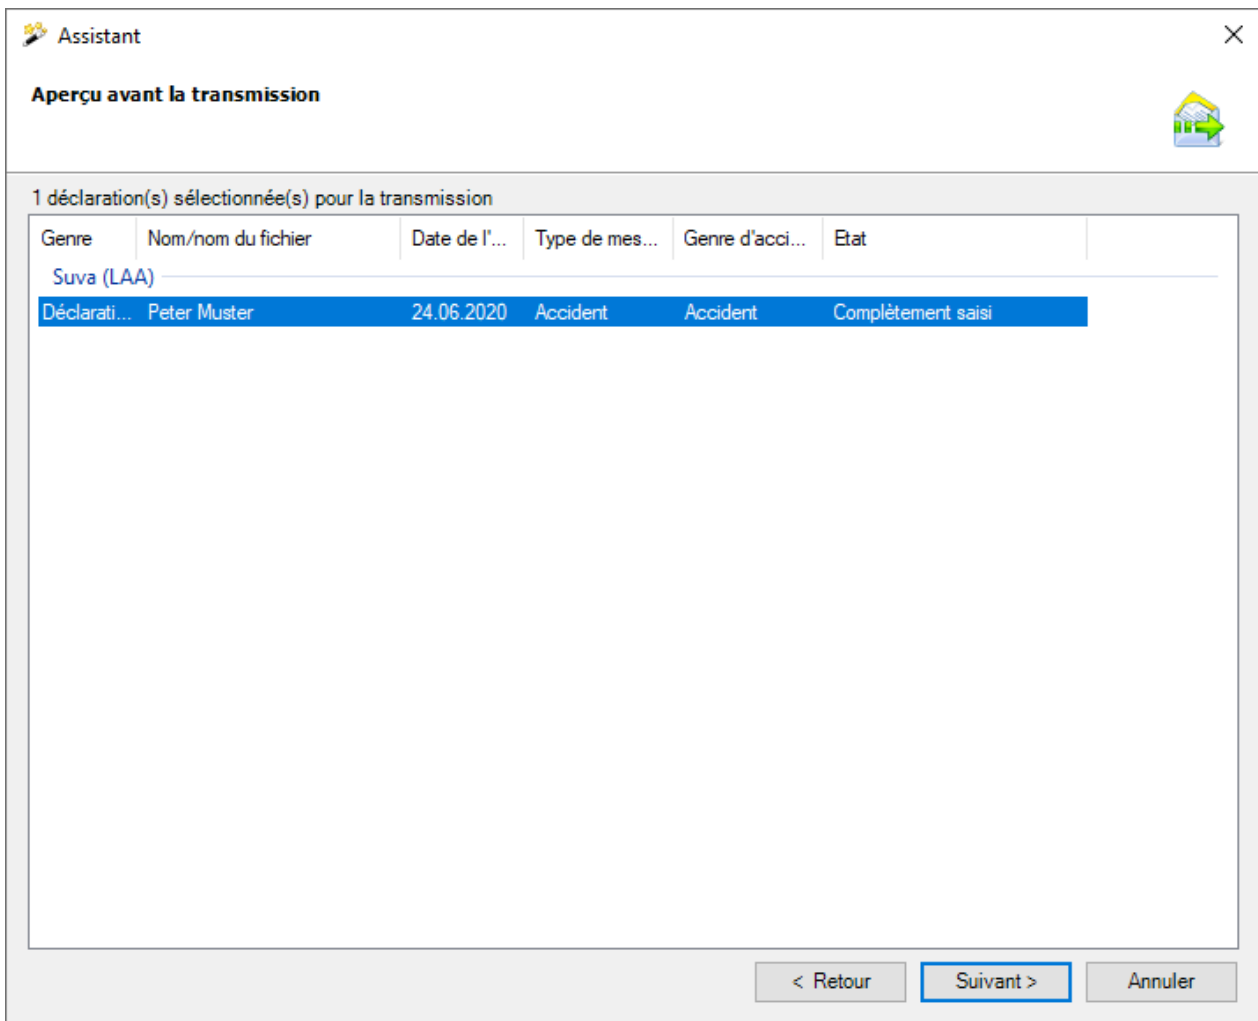 Assistant
Aperçu avant la transmission
1 déclaration(s) sélectionnée(s) pour la transmission
Genre Nom/nom du fichier Date de l'... Type de mes... Genre d'acci... Etat
Suva (LAA)
Déclarati... Peter Muster 24.06.2020 Accident Accident Complètement saisi
< Retour Suivant > Annuler